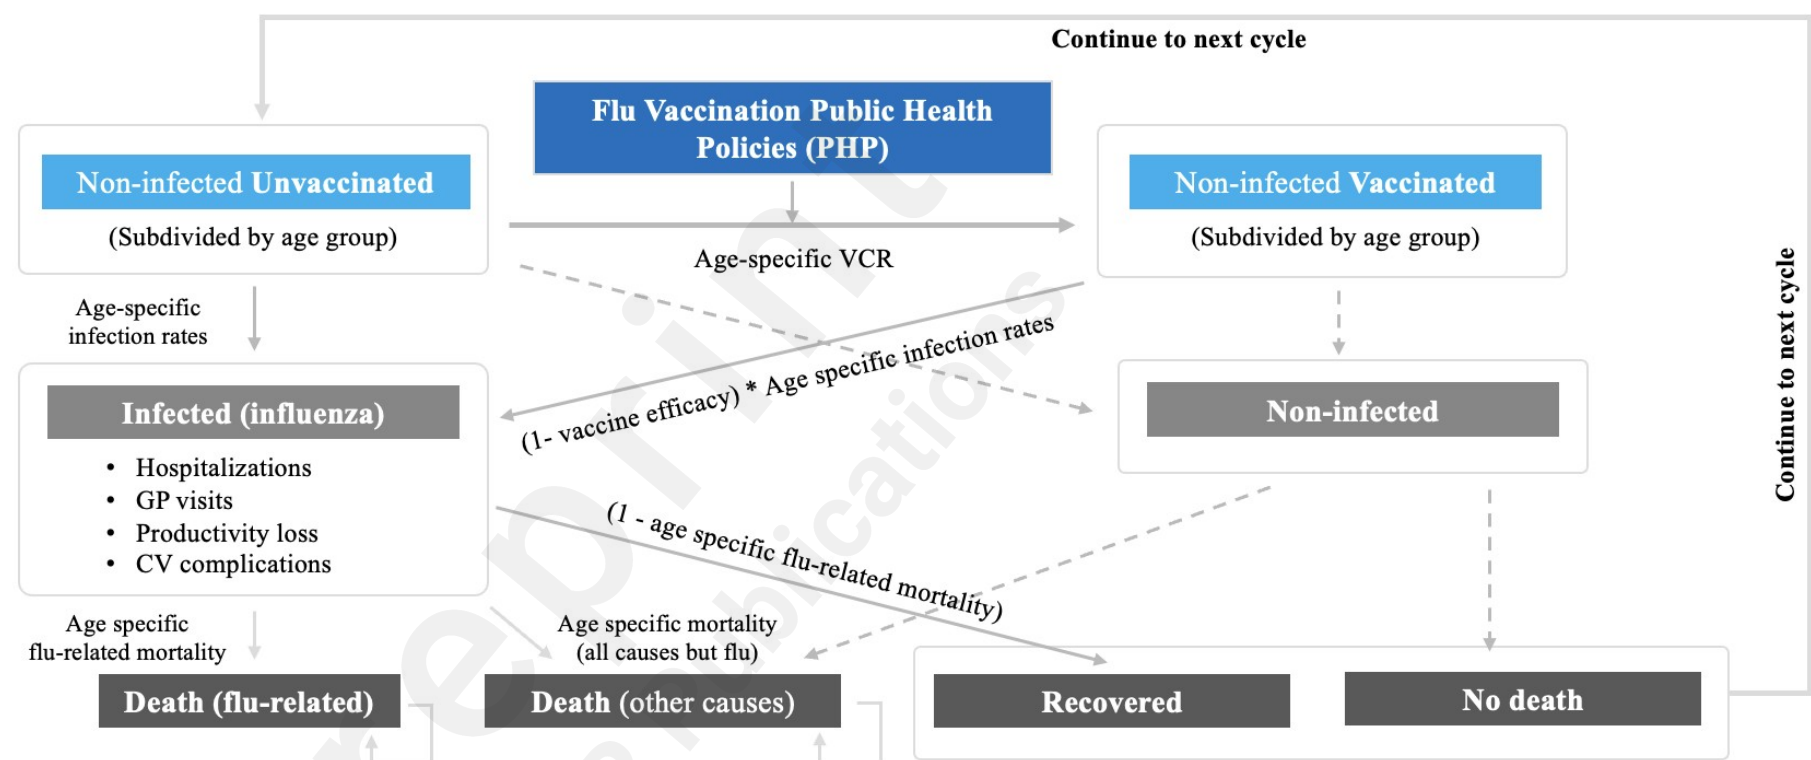 Continue to next cycle
Flu Vaccination Public Health
Policies (PHP)
Non-infected Unvaccinated
(Subdivided by age group)
Non-infected Vaccinated
(Subdivided by age group)
Age-specific VCR
Age-specific
infection rates
(1- vaccine efficacy) * Age specific infection rates
Continue to next cycle
Infected (influenza)
• Hospitalizations
• GP visits
• Productivity loss
• CV complications
Non-infected
(1 - age specific flu-related mortality)
Age specific
flu-related mortality
Age specific mortality
(all causes but flu)
Death (flu-related)
Death (other causes)
Recovered
No death
eprint
publications